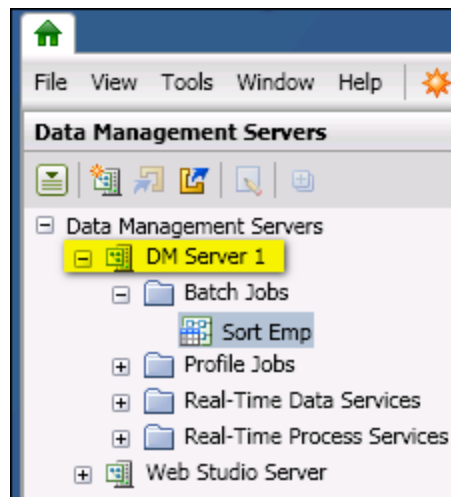 File View Tools Window Help
Data Management Servers
Data Management Servers
DM Server 1
Batch Jobs
Sort Emp
Profile Jobs
Real-Time Data Services
Real-Time Process Services
Web Studio Server